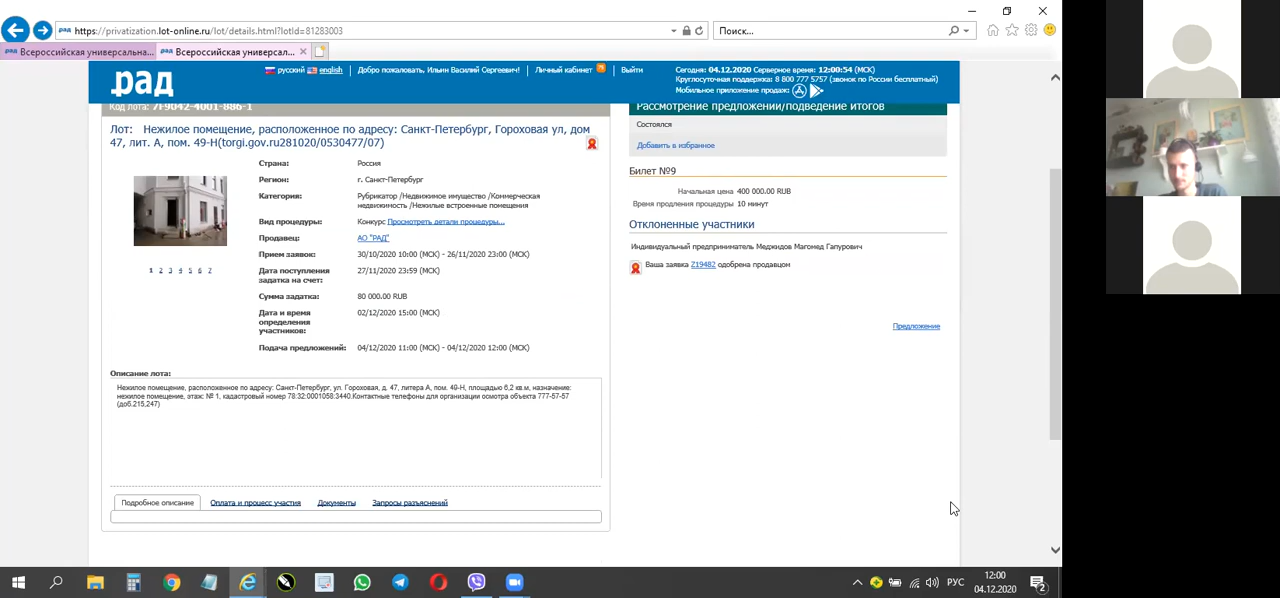 https://privatization.lot-online.ru/lot/details.html?lotId=81283003
Поиск...
рад Всероссийская универсальна...
рад Всероссийская универсал...
рад
русский english
Добро пожаловать, Ильин Василий Сергеевич!
Личный кабинет
Выйти
Сегодня: 04.12.2020 Серверное время: 12:00:54 (МСК)
Круглосуточная поддержка: 8 800 777 5757 (звонок по России бесплатный)
Мобильное приложение продаж:
Код лота: 7F9042-4001-886-1
Лот: Нежилое помещение, расположенное по адресу: Санкт-Петербург, Гороховая ул, дом
47, лит. А, пом. 49-Н(torgi.gov.ru281020/0530477/07)
Страна: Россия
Регион: г. Санкт-Петербург
Категория: Рубрикатор /Недвижимое имущество /Коммерческая
недвижимость /Нежилые встроенные помещения
Вид процедуры: Конкурс Просмотреть детали процедуры...
Продавец: АО "РАД"
Прием заявок: 30/10/2020 10:00 (МСК) - 26/11/2020 23:00 (МСК)
1 2 3 4 5 6 7
Дата поступления 27/11/2020 23:59 (МСК)
задатка на счет:
Сумма задатка: 80 000.00 RUB
Дата и время 02/12/2020 15:00 (МСК)
определения
участников:
Подача предложений: 04/12/2020 11:00 (МСК) - 04/12/2020 12:00 (МСК)
Описание лота:
Нежилое помещение, расположенное по адресу: Санкт-Петербург, ул. Гороховая, д. 47, литера А, пом. 49-Н, площадью 6,2 кв.м, назначение:
нежилое помещение, этаж: № 1, кадастровый номер 78:32:0001058:3440.Контактные телефоны для организации осмотра объекта 777-57-57
(доб.215,247)
Подробное описание
Оплата и процесс участия
Документы
Запросы разъяснений
Рассмотрение предложений/подведение итогов
Состоялся
Добавить в избранное
Билет №9
Начальная цена 400 000.00 RUB
Время продления процедуры 10 минут
Отклоненные участники
Индивидуальный предприниматель Меджидов Магомед Гапурович
Ваша заявка Z19482 одобрена продавцом
Предложение
РУС
12:00
04.12.2020
2